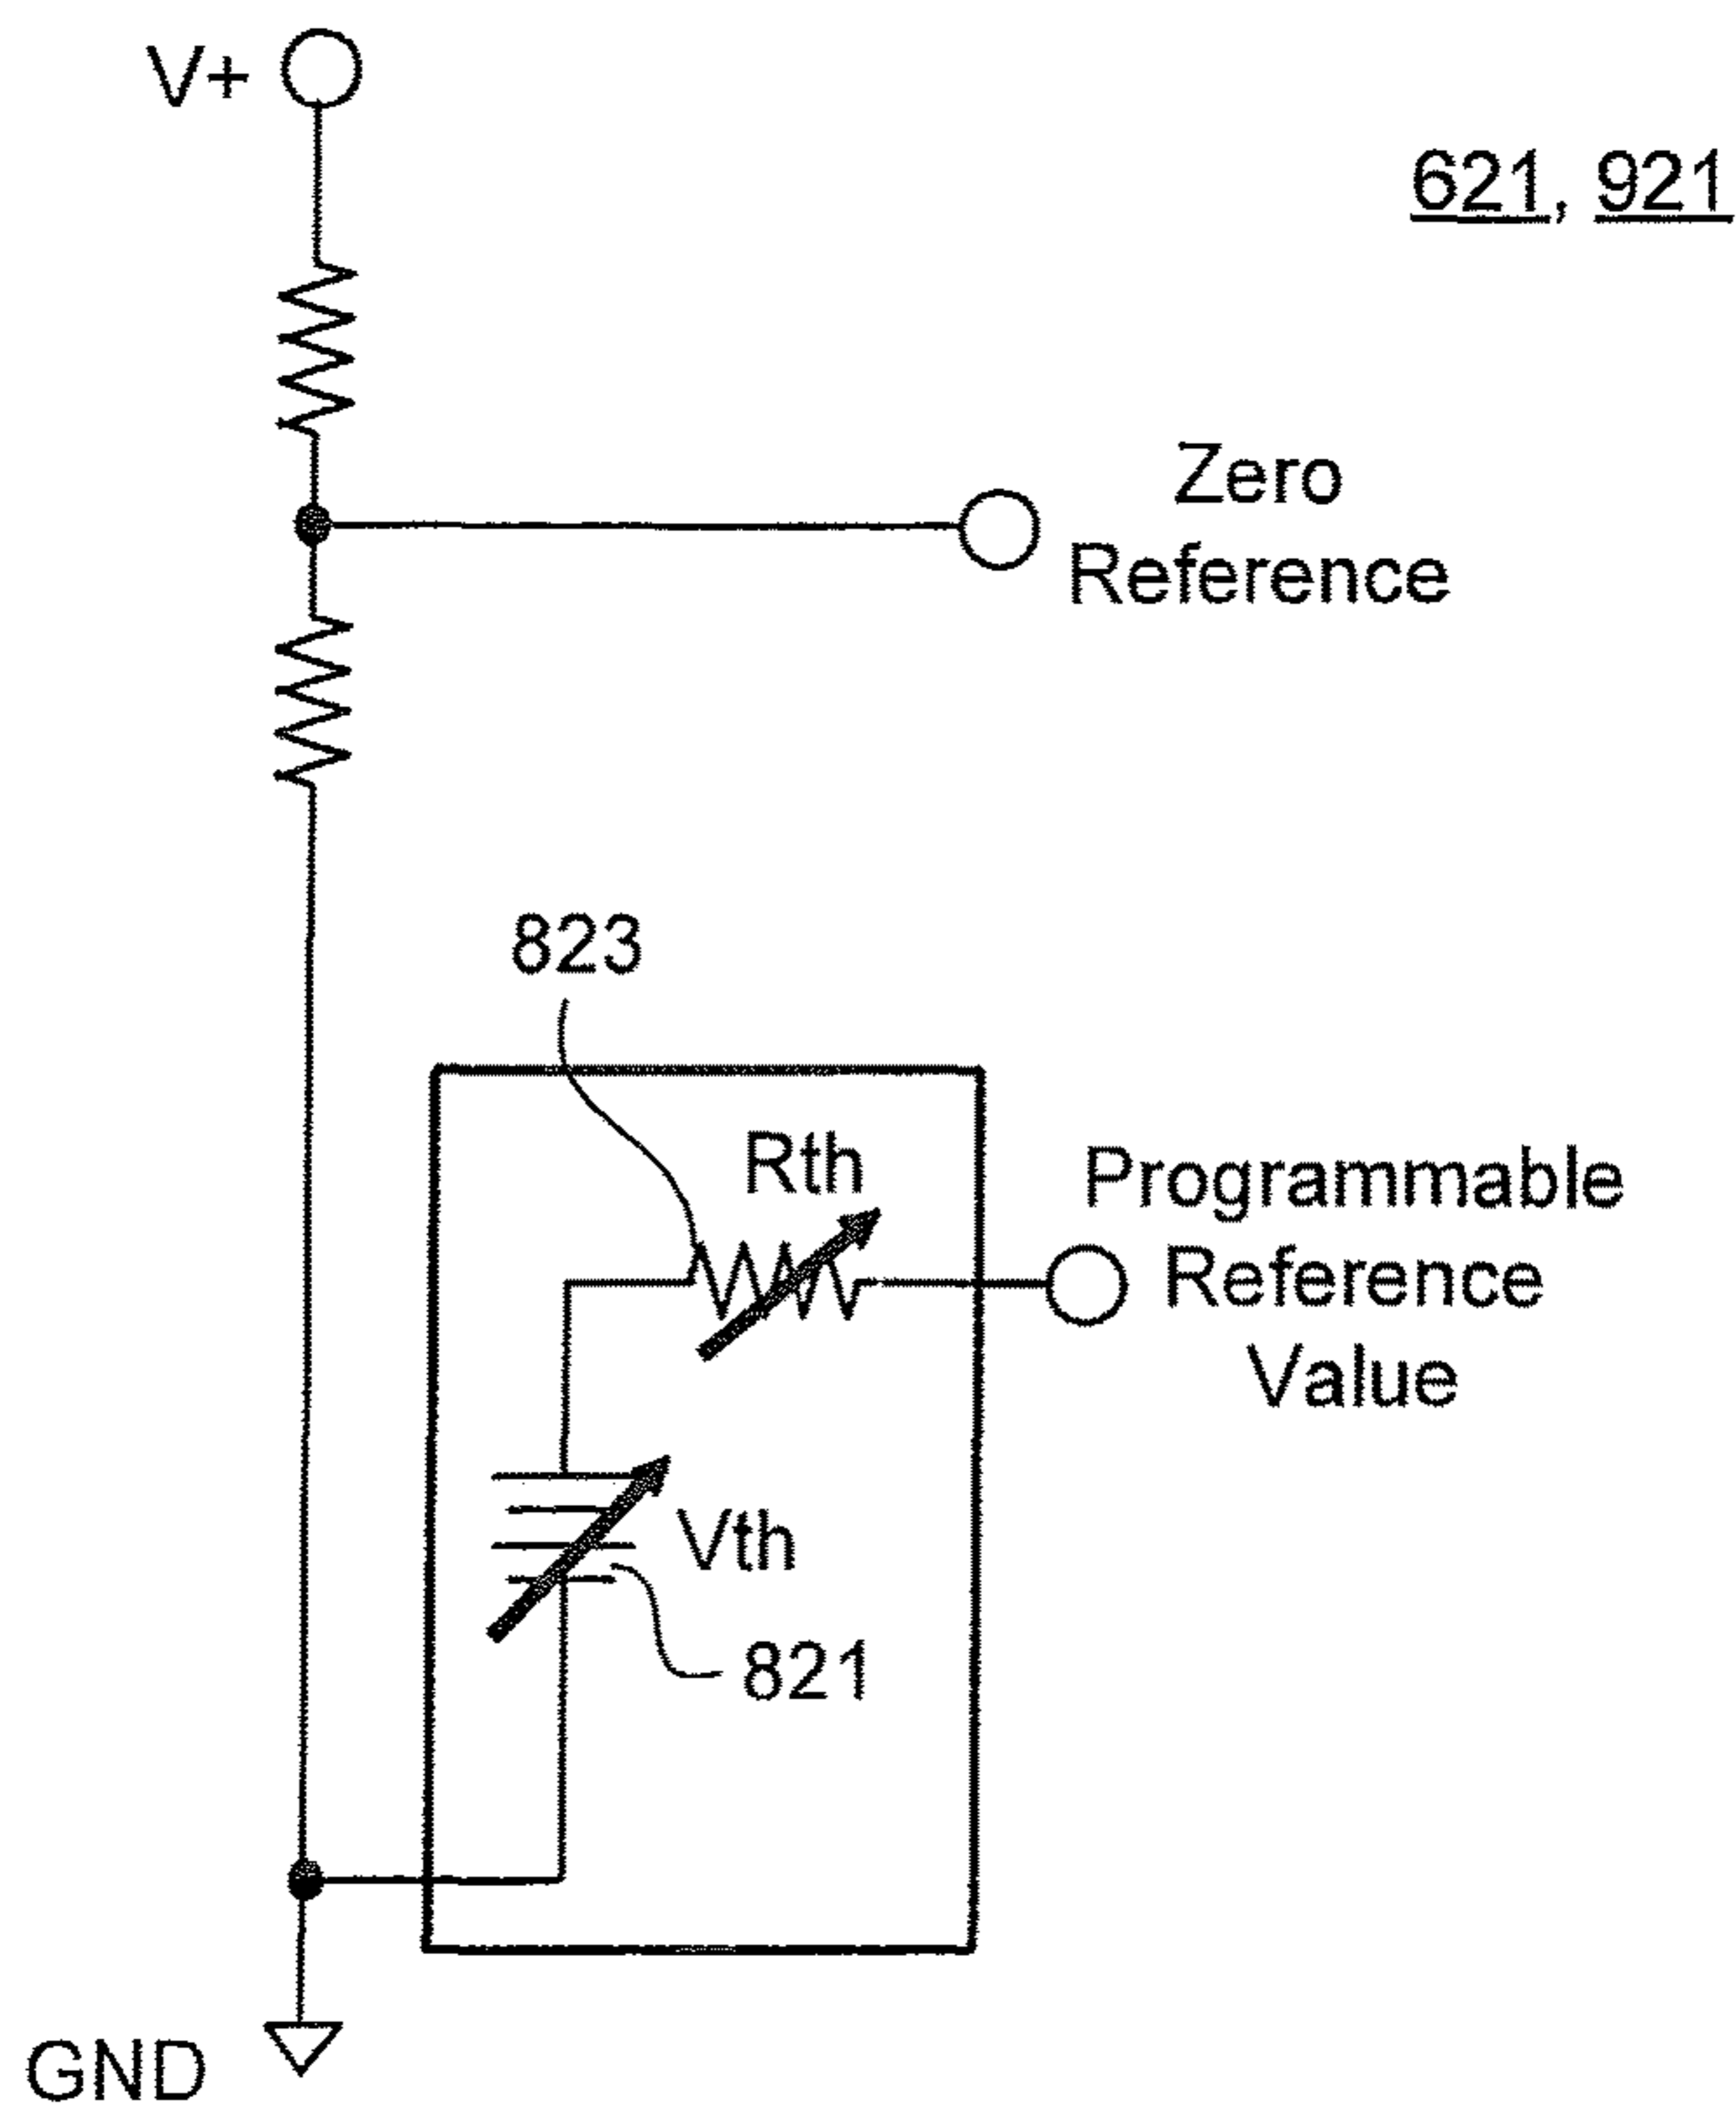 V+
621, 921
Zero
Reference
823
Rth
Programmable
Reference
Value
Vth
821
GND